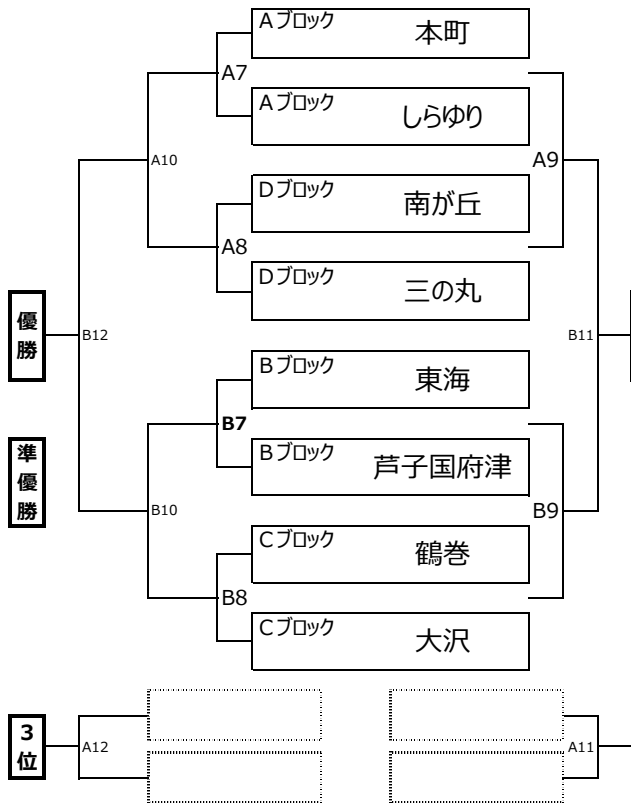 Aブロック 本町
A7
Aブロック しらゆり
A9
A10
Dブロック 南が丘
A8
Dブロック 三の丸
優勝
B12
B11
Bブロック 東海
B7
Bブロック 芦子国府津
準優勝
B10
B9
Cブロック 鶴巻
B8
Cブロック 大沢
3位
A12
A11